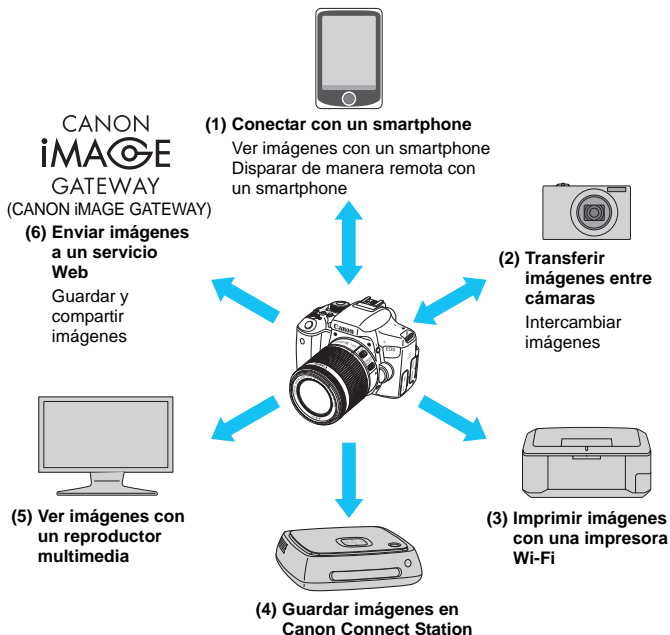 (1) Conectar con un smartphone
Ver imágenes con un smartphone
Disparar de manera remota con
un smartphone
CANON
iMAGE
GATEWAY
(CANON iMAGE GATEWAY)
(6) Enviar imágenes
a un servicio
Web
Guardar y
compartir
imágenes
(2) Transferir
imágenes entre
cámaras
Intercambiar
imágenes
Canon
EOS
(5) Ver imágenes con
un reproductor
multimedia
(3) Imprimir imágenes
con una impresora
Wi-Fi
(4) Guardar imágenes en
Canon Connect Station